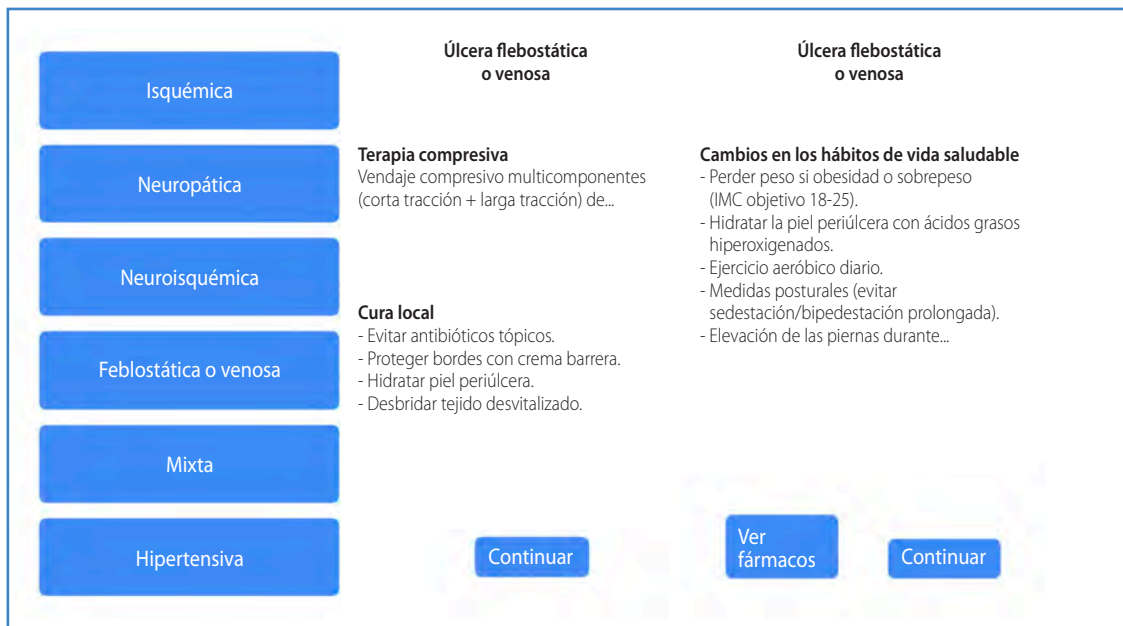 Isquémica
Neuropática
Neuroisquémica
Feblostática o venosa
Mixta
Hipertensiva
Úlcera flebostática
o venosa
Terapia compresiva
Vendaje compresivo multicomponentes
(corta tracción + larga tracción) de...
Cura local
- Evitar antibióticos tópicos.
- Proteger bordes con crema barrera.
- Hidratar piel periúlcera.
- Desbridar tejido desvitalizado.
Continuar
Úlcera flebostática
o venosa
Cambios en los hábitos de vida saludable
- Perder peso si obesidad o sobrepeso
(IMC objetivo 18-25).
- Hidratar la piel periúlcera con ácidos grasos
hiperoxigenados.
- Ejercicio aeróbico diario.
- Medidas posturales (evitar
sedestación/bipedestación prolongada).
- Elevación de las piernas durante...
Ver
fármacos
Continuar